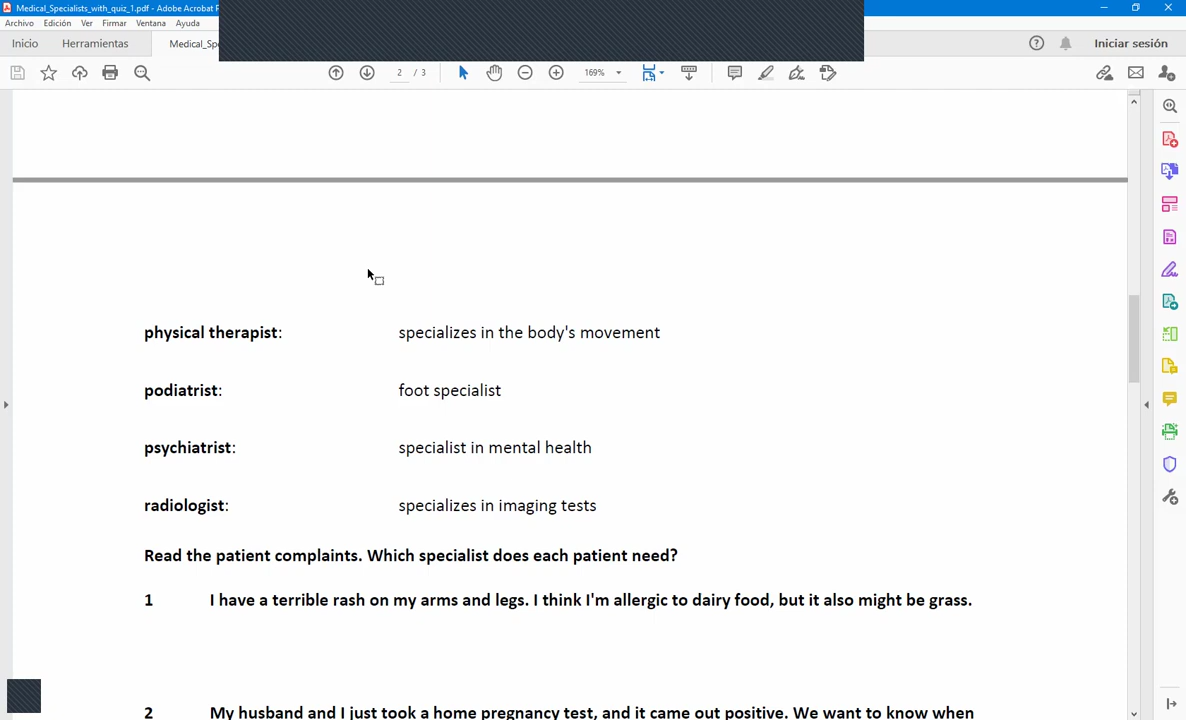 Medical_Specialists_with_quiz_1.pdf - Adobe Acrobat
Archivo Edición Ver Firmar Ventana Ayuda
Inicio Herramientas Medical_Spe Iniciar sesión
2 / 3 169%
physical therapist: specializes in the body's movement
podiatrist: foot specialist
psychiatrist: specialist in mental health
radiologist: specializes in imaging tests
Read the patient complaints. Which specialist does each patient need?
1 I have a terrible rash on my arms and legs. I think I'm allergic to dairy food, but it also might be grass.
2 My husband and I just took a home pregnancy test, and it came out positive. We want to know when